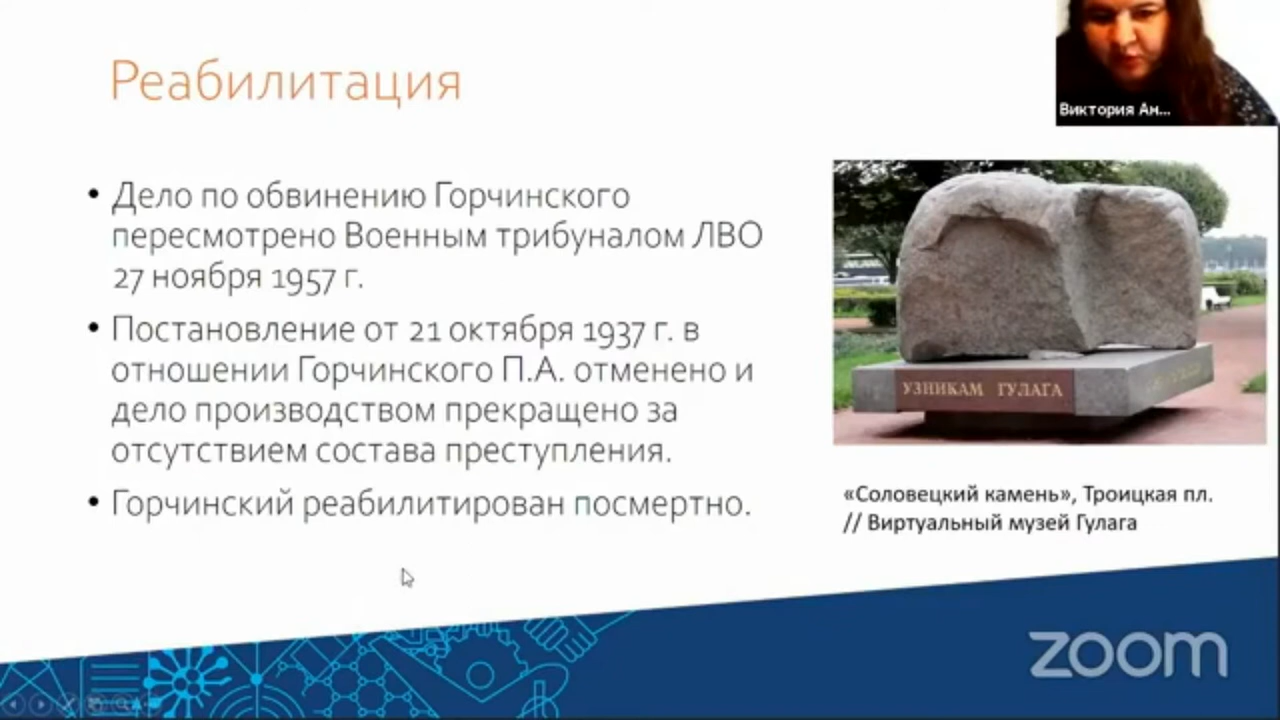 Реабилитация
Виктория Ан...
• Дело по обвинению Горчинского
пересмотрено Военным трибуналом ЛВО
27 ноября 1957 г.
• Постановление от 21 октября 1937 г. в
отношении Горчинского П.А. отменено и
дело производством прекращено за
отсутствием состава преступления.
• Горчинский реабилитирован посмертно.
УЗНИКАМ ГУЛАГА
«Соловецкий камень», Троицкая пл.
// Виртуальный музей Гулага
zoom